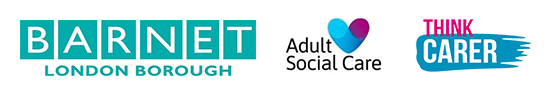 BARNET
LONDON BOROUGH
Adult
Social Care
THINK
CARER